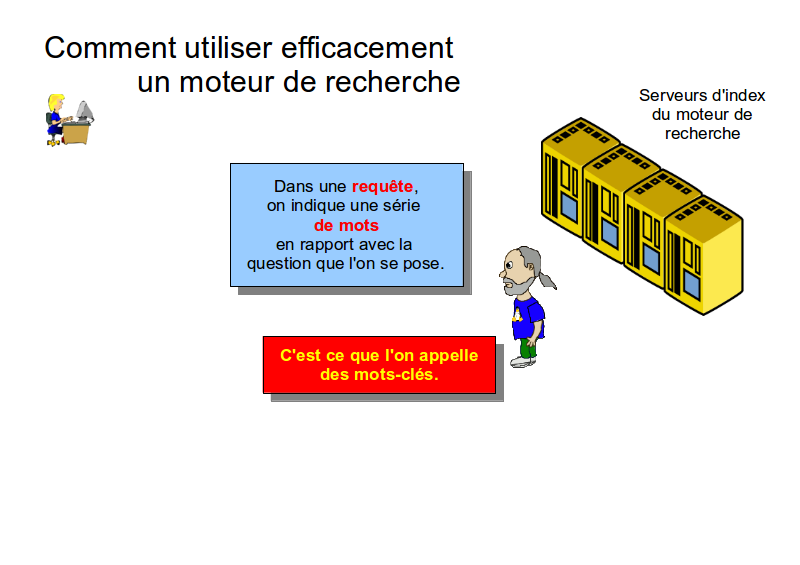 Comment utiliser efficacement
un moteur de recherche
Serveurs d'index
du moteur de
recherche
Dans une requête,
on indique une série
de mots
en rapport avec la
question que l'on se pose.
C'est ce que l'on appelle
des mots-clés.